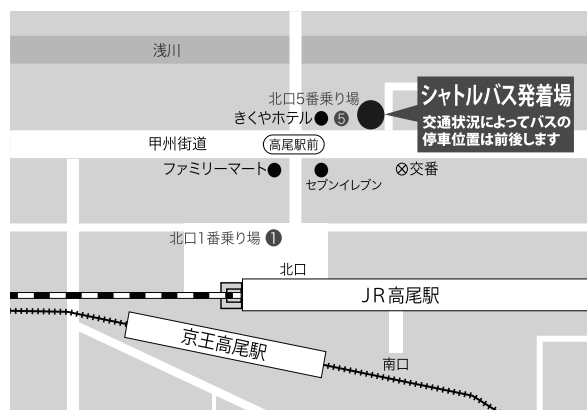 浅川
北口5番乗り場
きくやホテル
5
シャトルバス発着場
交通状況によってバスの
停車位置は前後します
甲州街道
高尾駅前
ファミリーマート
セブンイレブン
交番
北口1番乗り場 1
北口
JR高尾駅
京王高尾駅
南口